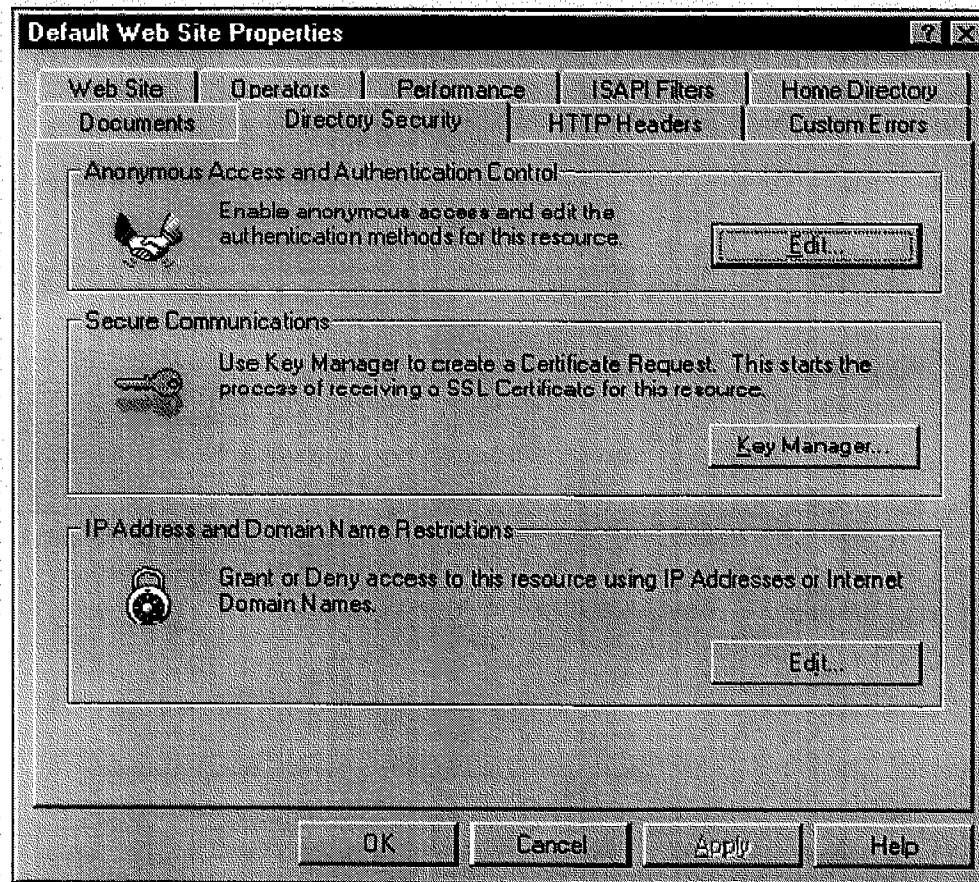 Default Web Site Properties
Web Site Operators Performance ISAPI Filters Home Directory
Documents Directory Security HTTP Headers Custom Errors
Anonymous Access and Authentication Control
Enable anonymous access and edit the
authentication methods for this resource.
Edit...
Secure Communications
Use Key Manager to create a Certificate Request. This starts the
process of receiving a SSL Certificate for this resource.
Key Manager...
IP Address and Domain Name Restrictions
Grant or Deny access to this resource using IP Addresses or Internet
Domain Names.
Edit...
OK Cancel Apply Help